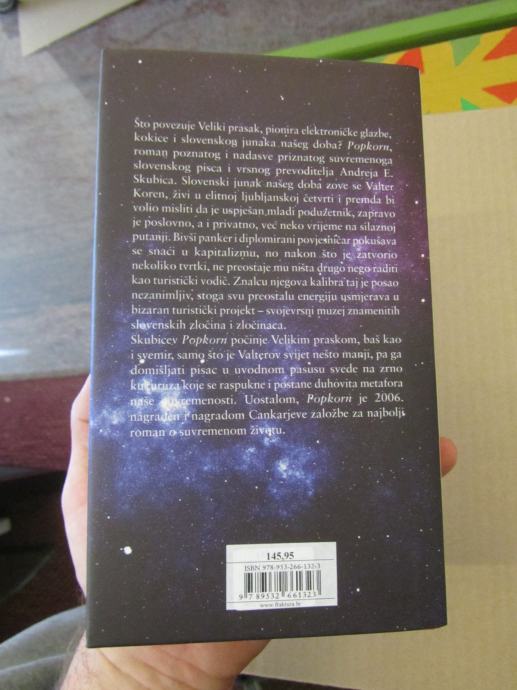 Što povezuje Veliki prasak, pionira elektroničke glazbe,
kokice i slovenskog junaka našeg doba? Popkorn,
roman poznatog i nadasve priznatog suvremenoga
slovenskog pisca i vrsnog prevoditelja Andreja E.
Skubica. Slovenski junak našeg doba zove se Valter
Koren, živi u elitnoj ljubljanskoj četvrti i premda bi
volio misliti da je uspješan mladi poduzetnik, zapravo
je poslovno, a i privatno, već neko vrijeme na silaznoj
putanji. Bivši panker i diplomirani povjesničar pokušava
se snaći u kapitalizmu, no nakon što je zatvorio
nekoliko tvrtki, ne preostaje mu ništa drugo nego raditi
kao turistički vodič. Znalcu njegova kalibra taj je posao
nezanimljiv, stoga svu preostalu energiju usmjerava u
bizaran turistički projekt – svojevrsni muzej znamenitih
slovenskih zločina i zločinaca.
Skubicev Popkorn počinje Velikim praskom, baš kao
i svemir, samo što je Valterov svijet nešto manji, pa ga
domišljati pisac u uvodnom pasusu svede na zrno
kukuruza koje se raspukne i postane duhovita metafora
naše suvremenosti. Uostalom, Popkorn je 2006.
nagrađen i nagradom Cankarjeve založbe za najbolji
roman o suvremenom životu.
145,95
ISBN 978-953-266-132-3
9 789532 661323
www.fraktura.hr